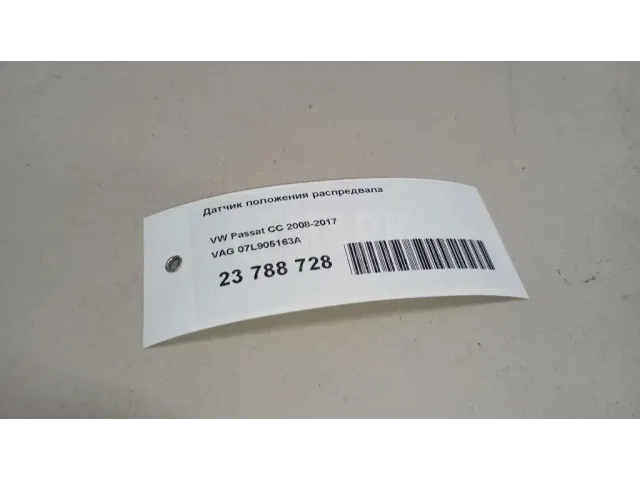 Датчик положения распредвала
VW Passat CC 2008-2017
VAG 07L905163A
23 788 728